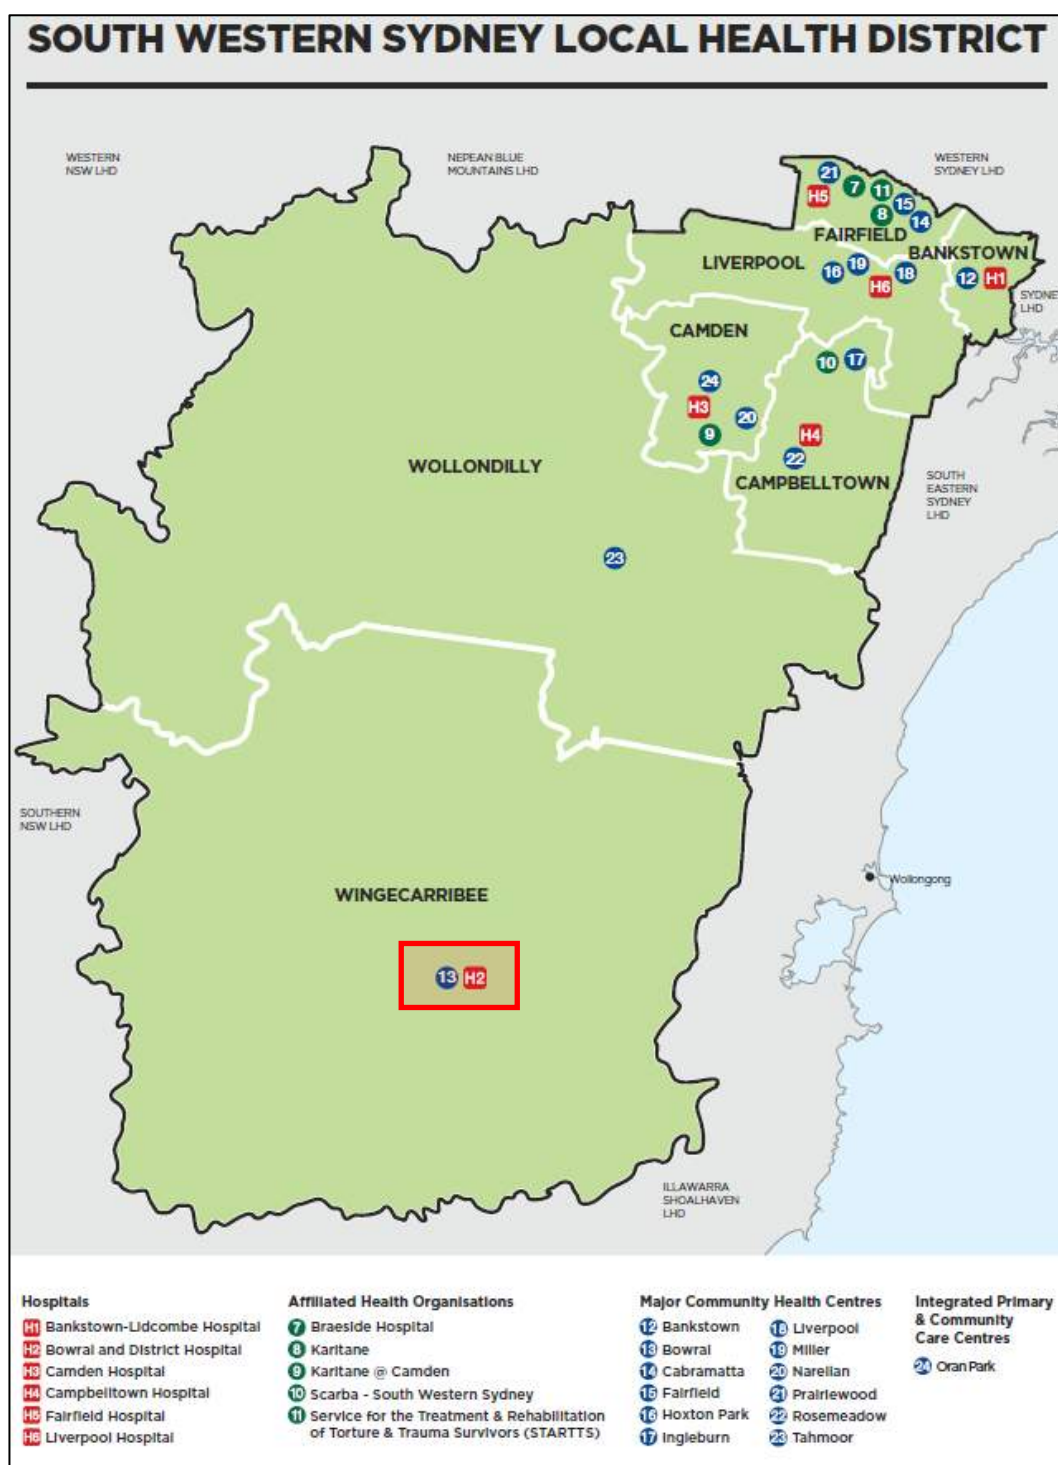 SOUTH WESTERN SYDNEY LOCAL HEALTH DISTRICT
WESTERN
NSW LHD
NEPEAN BLUE
MOUNTAINS LHD
WESTERN
SYDNEY LHD
21
7
11
H5
15
8
14
FAIRFIELD
BANKSTOWN
LIVERPOOL
16
19
18
12
H1
H6
SYDNEY
LHD
CAMDEN
10
17
24
H3
20
9
H4
22
WOLLONDILLY
CAMPBELLTOWN
SOUTH
EASTERN
SYDNEY
LHD
23
SOUTHERN
NSW LHD
Wollongong
WINGECARRIBEE
13 H2
ILLAWARRA
SHOALHAVEN
LHD
Hospitals
H1 Bankstown-Lidcombe Hospital
H2 Bowral and District Hospital
H3 Camden Hospital
H4 Campbelltown Hospital
H5 Fairfield Hospital
H6 Liverpool Hospital
Affiliated Health Organisations
7 Braeside Hospital
8 Karitane
9 Karitane @ Camden
10 Scarba - South Western Sydney
11 Service for the Treatment & Rehabilitation
of Torture & Trauma Survivors (STARTTS)
Major Community Health Centres
12 Bankstown
13 Bowral
14 Cabramatta
15 Fairfield
16 Hoxton Park
17 Ingleburn
18 Liverpool
19 Miller
20 Narellan
21 Prairiewood
22 Rosemeadow
23 Tahmoor
Integrated Primary
& Community
Care Centres
24 Oran Park